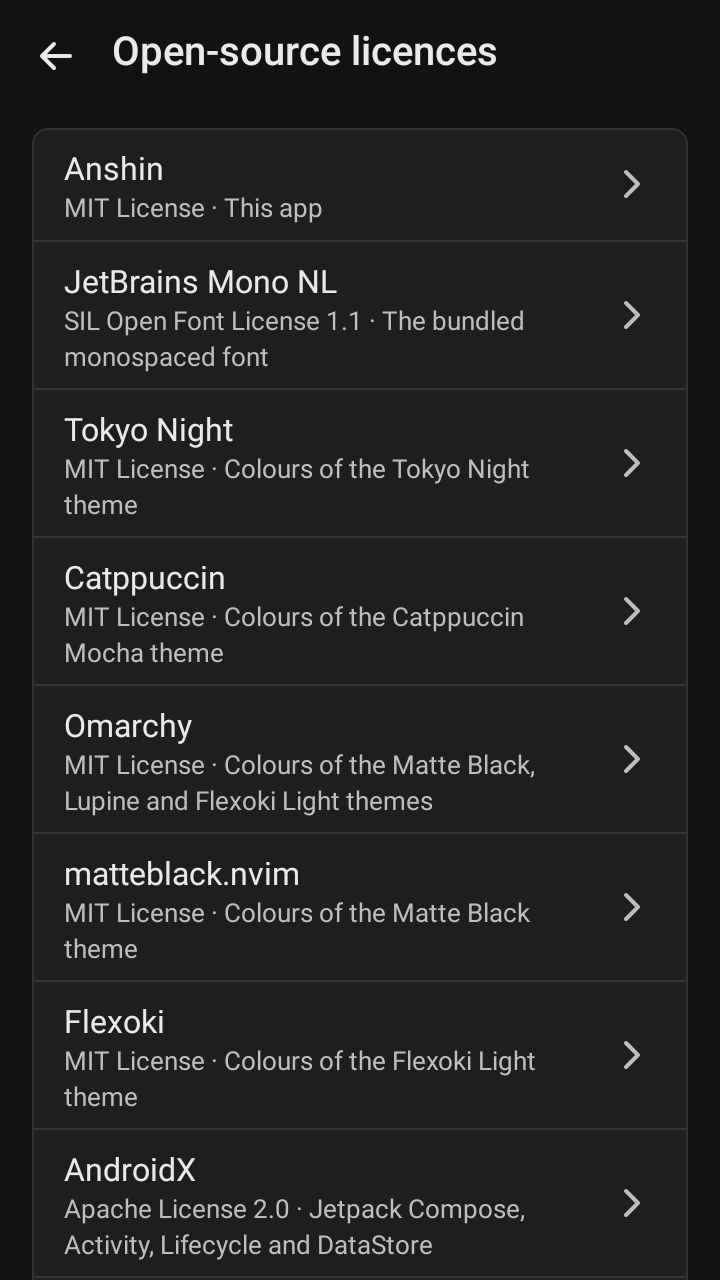 Open-source licences
Anshin
MIT License · This app
JetBrains Mono NL
SIL Open Font License 1.1 · The bundled
monospaced font
Tokyo Night
MIT License · Colours of the Tokyo Night
theme
Catppuccin
MIT License · Colours of the Catppuccin
Mocha theme
Omarchy
MIT License · Colours of the Matte Black,
Lupine and Flexoki Light themes
matteblack.nvim
MIT License · Colours of the Matte Black
theme
Flexoki
MIT License · Colours of the Flexoki Light
theme
AndroidX
Apache License 2.0 · Jetpack Compose,
Activity, Lifecycle and DataStore